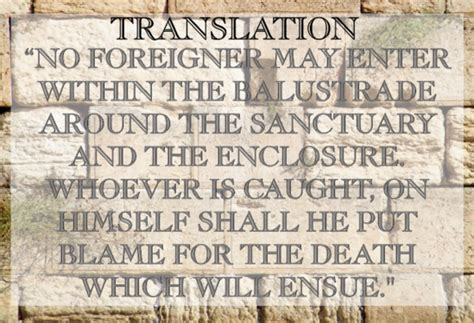 TRANSLATION
“NO FOREIGNER MAY ENTER
WITHIN THE BALUSTRADE
AROUND THE SANCTUARY
AND THE ENCLOSURE.
WHOEVER IS CAUGHT, ON
HIMSELF SHALL HE PUT
BLAME FOR THE DEATH
WHICH WILL ENSUE."